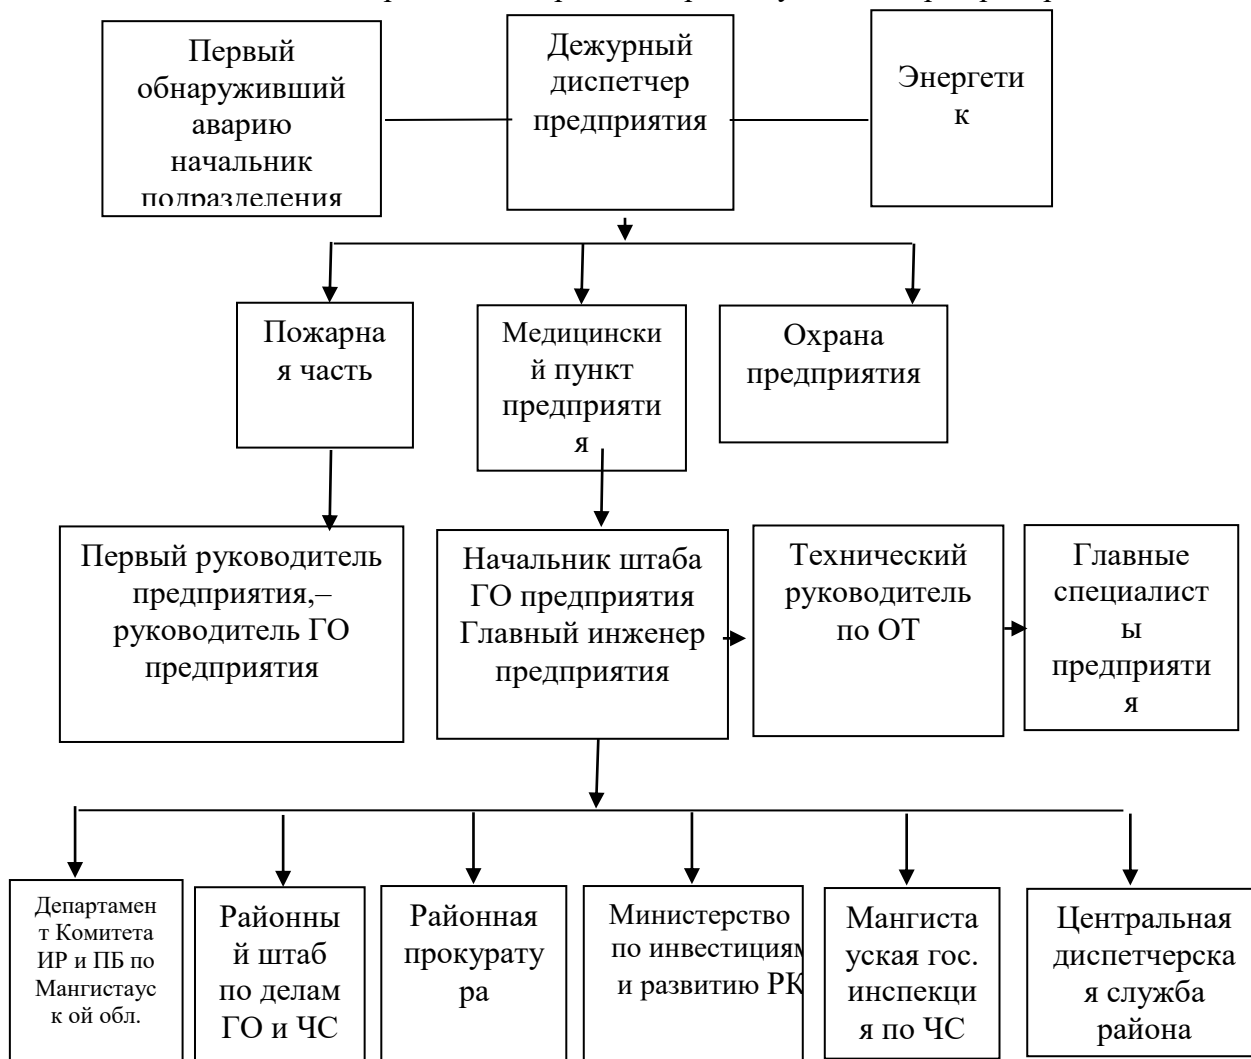 Первый
обнаруживший
аварию
начальник
подразделения
Дежурный
диспетчер
предприятия
Энергети
к
Пожарна
я часть
Медицински
й пункт
предприяти
я
Охрана
предприятия
Первый руководитель
предприятия,–
руководитель ГО
предприятия
Начальник штаба
ГО предприятия
Главный инженер
предприятия
Технический
руководитель
по ОТ
Главные
специалист
ы
предприяти
я
Департамен
т Комитета
ИР и ПБ по
Мангистаус
к ой обл.
Районны
й штаб
по делам
ГО и ЧС
Районная
прокурату
ра
Министерство
по инвестициям
и развитию РК
Мангиста
уская гос.
инспекци
я по ЧС
Центральная
диспетчерска
я служба
района